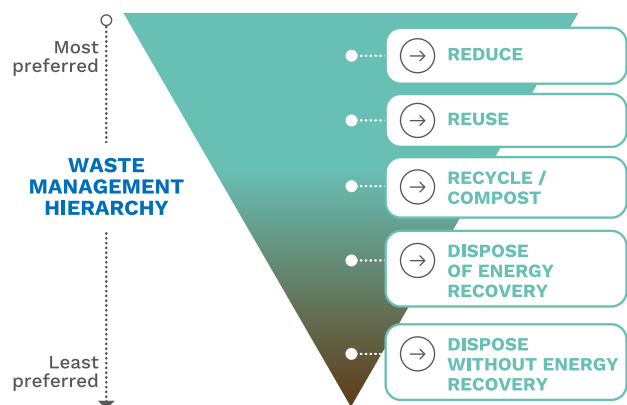 Most
preferred
WASTE
MANAGEMENT
HIERARCHY
Least
preferred
REDUCE
REUSE
RECYCLE /
COMPOST
DISPOSE
OF ENERGY
RECOVERY
DISPOSE
WITHOUT ENERGY
RECOVERY